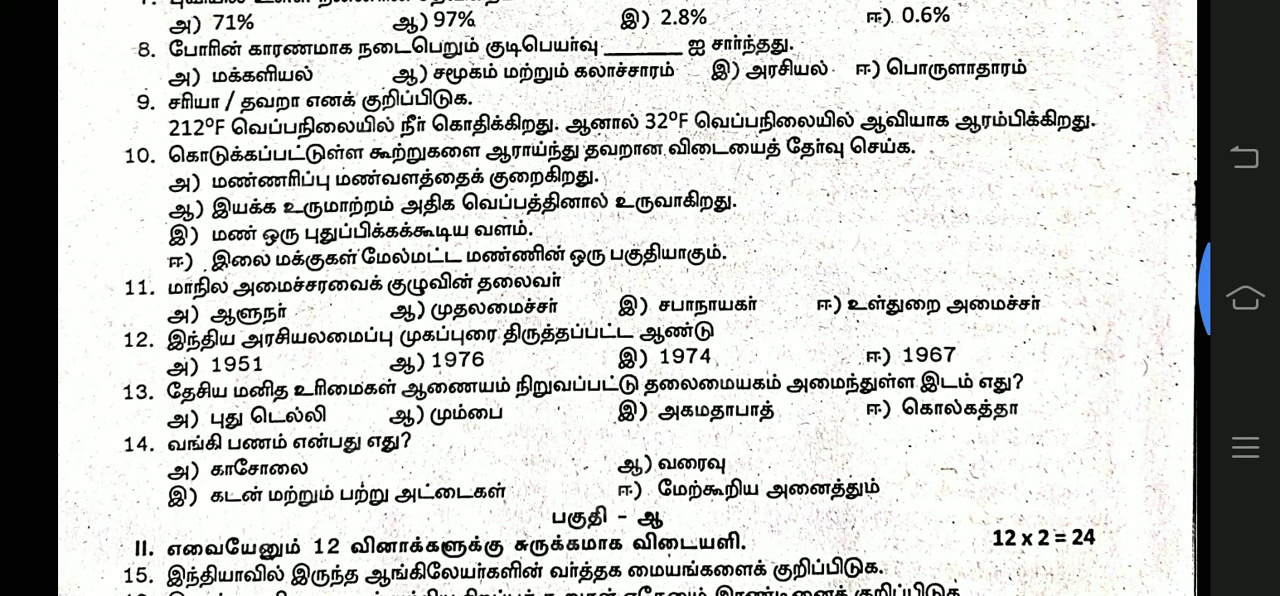 அ) 71% ஆ) 97% இ) 2.8% ஈ) 0.6%
8. போரின் காரணமாக நடைபெறும் குடிபெயர்வு ________ ஐ சார்ந்தது.
அ) மக்களியல் ஆ) சமூகம் மற்றும் கலாச்சாரம் இ) அரசியல் ஈ) பொருளாதாரம்
9. சரியா / தவறா எனக் குறிப்பிடுக.
212⁰F வெப்பநிலையில் நீர் கொதிக்கிறது. ஆனால் 32⁰F வெப்பநிலையில் ஆவியாக ஆரம்பிக்கிறது.
10. கொடுக்கப்பட்டுள்ள கூற்றுகளை ஆராய்ந்து தவறான விடையைத் தேர்வு செய்க.
அ) மண்ணரிப்பு மண்வளத்தைக் குறைகிறது.
ஆ) இயக்க உருமாற்றம் அதிக வெப்பத்தினால் உருவாகிறது.
இ) மண் ஒரு புதுப்பிக்கக்கூடிய வளம்.
ஈ) இலை மக்குகள் மேல்மட்ட மண்ணின் ஒரு பகுதியாகும்.
11. மாநில அமைச்சரவைக் குழுவின் தலைவர்
அ) ஆளுநர் ஆ) முதலமைச்சர் இ) சபாநாயகர் ஈ) உள்துறை அமைச்சர்
12. இந்திய அரசியலமைப்பு முகப்புரை திருத்தப்பட்ட ஆண்டு
அ) 1951 ஆ) 1976 இ) 1974 ஈ) 1967
13. தேசிய மனித உரிமைகள் ஆணையம் நிறுவப்பட்டு தலைமையகம் அமைந்துள்ள இடம் எது?
அ) புது டெல்லி ஆ) மும்பை இ) அகமதாபாத் ஈ) கொல்கத்தா
14. வங்கி பணம் என்பது எது?
அ) காசோலை ஆ) வரைவு
இ) கடன் மற்றும் பற்று அட்டைகள் ஈ) மேற்கூறிய அனைத்தும்
பகுதி - ஆ
II. எவையேனும் 12 வினாக்களுக்கு சுருக்கமாக விடையளி. 12 x 2 = 24
15. இந்தியாவில் இருந்த ஆங்கிலேயர்களின் வர்த்தக மையங்களைக் குறிப்பிடுக.